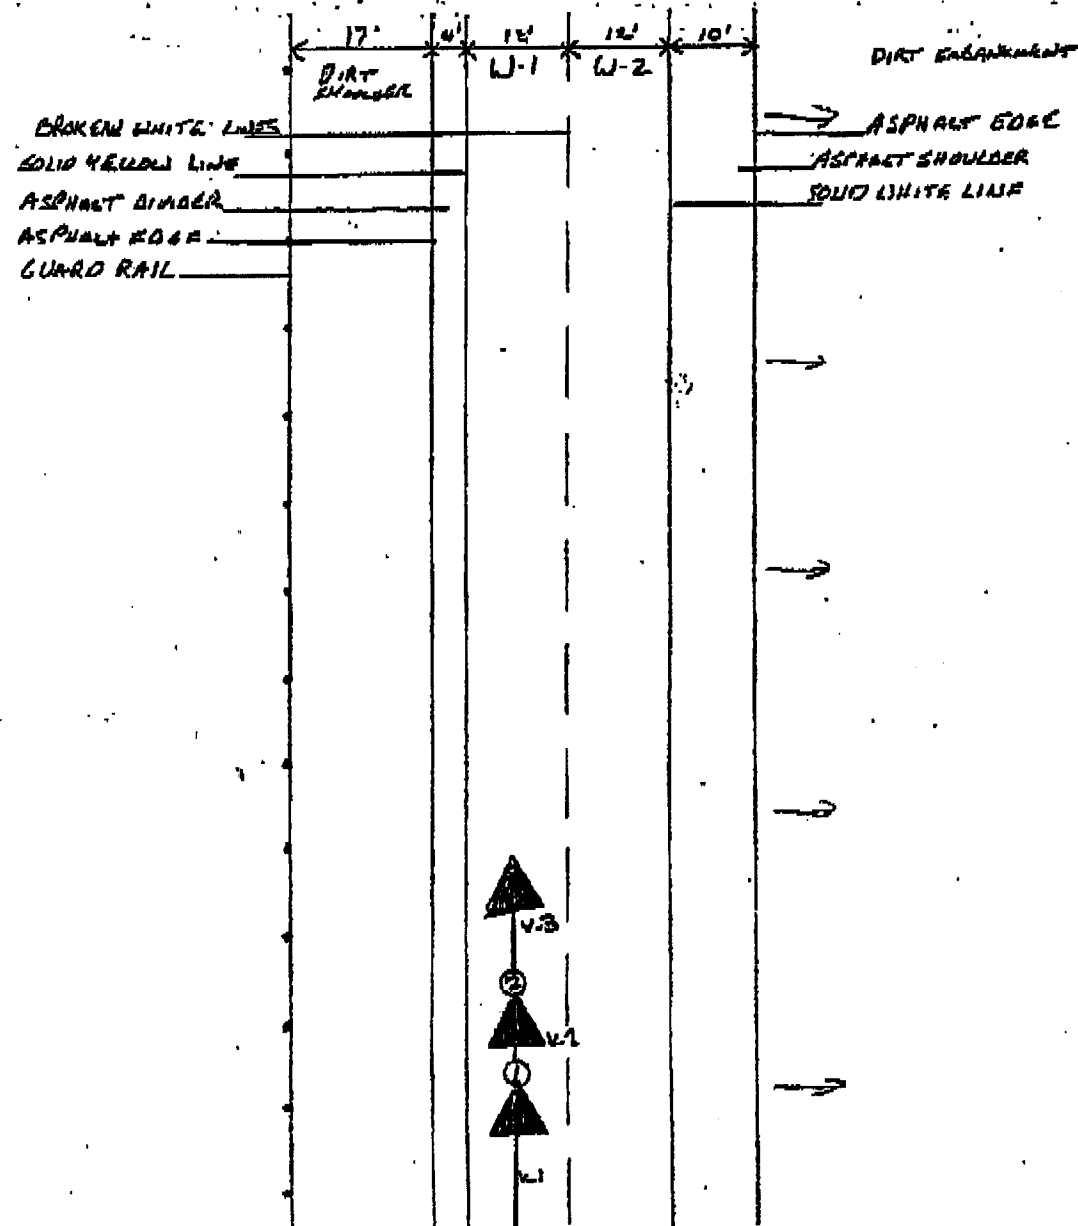 17' 4' 12' 12' 10'
W-1 W-2
DIRT EMBANKMENT
DIRT
SHOULDER
BROKEN WHITE LINES
ASPHALT EDGE
SOLID YELLOW LINE
ASPHALT SHOULDER
ASPHALT DIVIDER
SOLID WHITE LINE
ASPHALT EDGE
GUARD RAIL
V-3
2
V-2
1
V-1